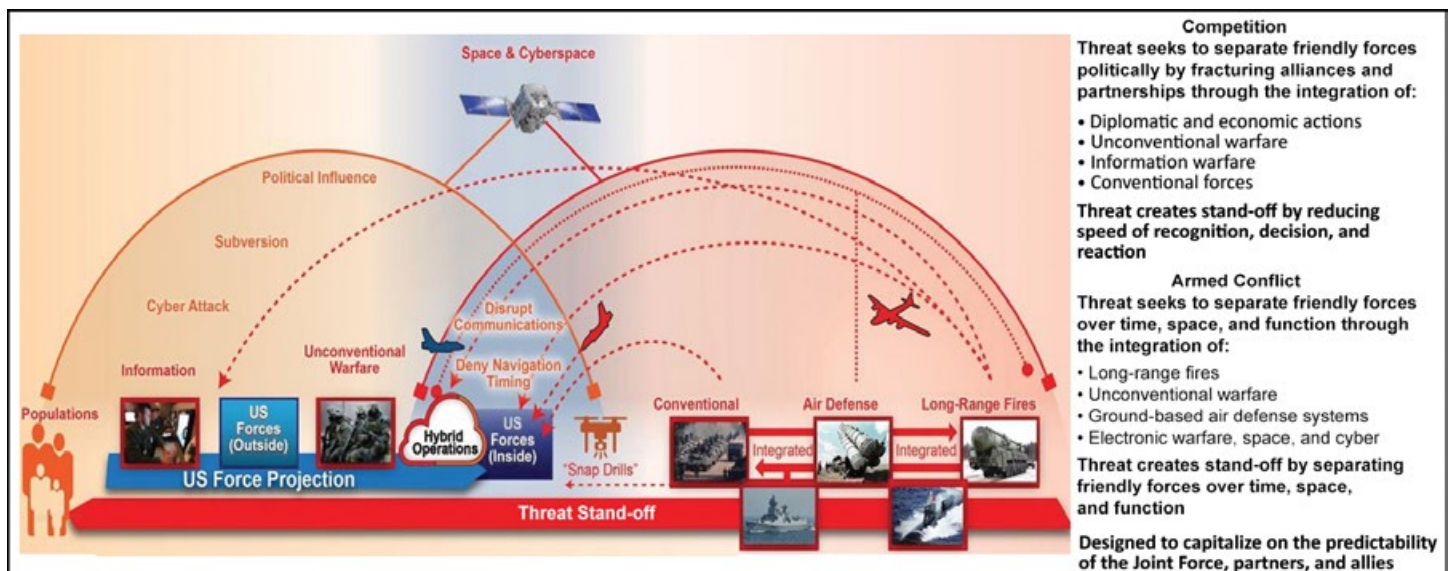 Space & Cyberspace
Political Influence
Subversion
Cyber Attack
Disrupt
Communications
Deny Navigation
Timing
Information
Unconventional
Warfare
Populations
US
Forces
(Outside)
Hybrid
Operations
US
Forces
(Inside)
Conventional
Air Defense
Long-Range Fires
Integrated
Integrated
"Snap Drills"
US Force Projection
Threat Stand-off
Competition
Threat seeks to separate friendly forces
politically by fracturing alliances and
partnerships through the integration of:
• Diplomatic and economic actions
• Unconventional warfare
• Information warfare
• Conventional forces
Threat creates stand-off by reducing
speed of recognition, decision, and
reaction
Armed Conflict
Threat seeks to separate friendly forces
over time, space, and function through
the integration of:
• Long-range fires
• Unconventional warfare
• Ground-based air defense systems
• Electronic warfare, space, and cyber
Threat creates stand-off by separating
friendly forces over time, space,
and function
Designed to capitalize on the predictability
of the Joint Force, partners, and allies